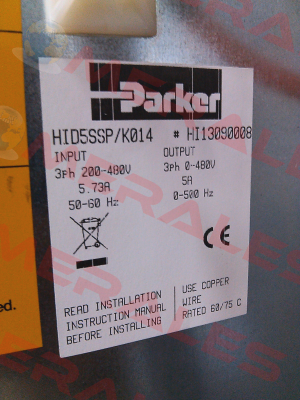 Parker
HID5SSP/K014 # HI13090008
INPUT
3ph 200-480V
5.73A
50-60 Hz
OUTPUT
3ph 0-480V
5A
0-500 Hz
CE
READ INSTALLATION
INSTRUCTION MANUAL
BEFORE INSTALLING
USE COPPER
WIRE
RATED 60/75 C
ed.